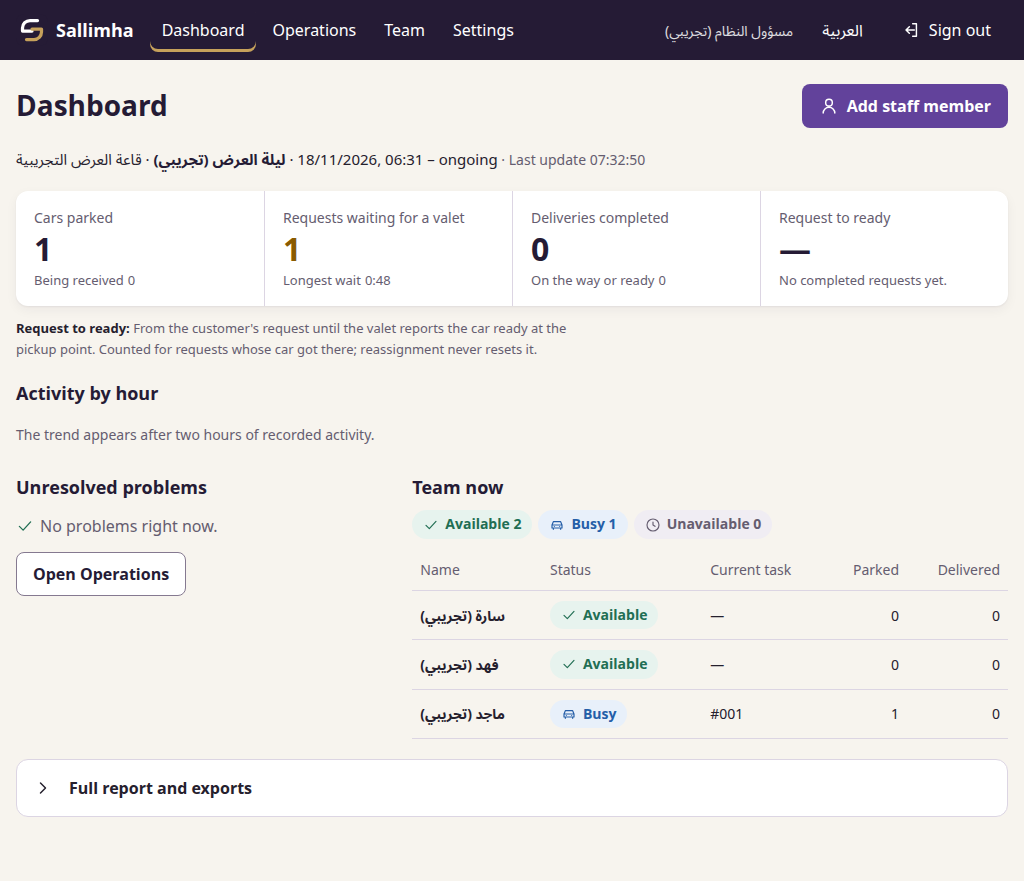 Sallimha Dashboard Operations Team Settings مسؤول النظام (تجريبي) العربية Sign out
Dashboard
Add staff member
قاعة العرض التجريبية · ليلة العرض (تجريبي) · 18/11/2026, 06:31 – ongoing · Last update 07:32:50
Cars parked
1
Being received 0
Requests waiting for a valet
1
Longest wait 0:48
Deliveries completed
0
On the way or ready 0
Request to ready
—
No completed requests yet.
Request to ready: From the customer's request until the valet reports the car ready at the
pickup point. Counted for requests whose car got there; reassignment never resets it.
Activity by hour
The trend appears after two hours of recorded activity.
Unresolved problems
No problems right now.
Open Operations
Team now
Available 2 Busy 1 Unavailable 0
Name Status Current task Parked Delivered
سارة (تجريبي) Available — 0 0
فهد (تجريبي) Available — 0 0
ماجد (تجريبي) Busy #001 1 0
Full report and exports